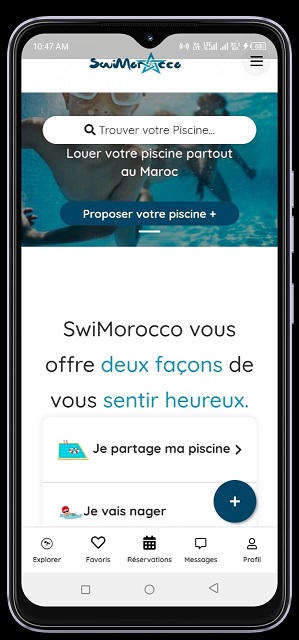 10:47 AM
SwiMorocco
Trouver votre Piscine...
Louer votre piscine partout
au Maroc
Proposer votre piscine +
SwiMorocco vous
offre deux façons de
vous sentir heureux.
Je partage ma piscine
Je vais nager
+
Explorer Favoris Réservations Messages Profil